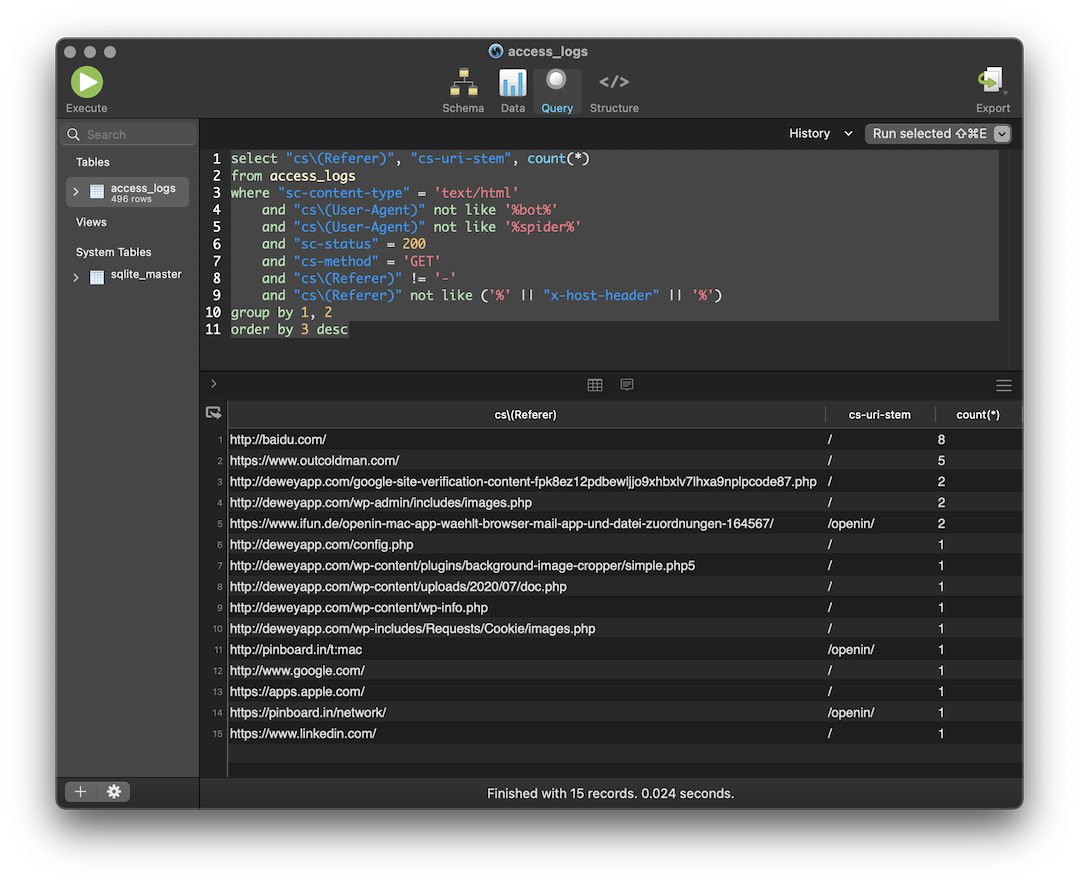 access_logs
Execute
Schema
Data
Query
</>
Structure
Export
Search
History
Run selected ⇧⌘E
Tables
access_logs
496 rows
Views
System Tables
sqlite_master
1 select "cs\(Referer)", "cs-uri-stem", count(*)
2 from access_logs
3 where "sc-content-type" = 'text/html'
4 and "cs\(User-Agent)" not like '%bot%'
5 and "cs\(User-Agent)" not like '%spider%'
6 and "sc-status" = 200
7 and "cs-method" = 'GET'
8 and "cs\(Referer)" != '-'
9 and "cs\(Referer)" not like ('%' || "x-host-header" || '%')
10 group by 1, 2
11 order by 3 desc
cs\(Referer) cs-uri-stem count(*)
1 http://baidu.com/ / 8
2 https://www.outcoldman.com/ / 5
3 http://deweyapp.com/google-site-verification-content-fpk8ez12pdbewljjo9xhbxlv7lhxa9nplpcode87.php / 2
4 http://deweyapp.com/wp-admin/includes/images.php / 2
5 https://www.ifun.de/openin-mac-app-waehlt-browser-mail-app-und-datei-zuordnungen-164567/ /openin/ 2
6 http://deweyapp.com/config.php / 1
7 http://deweyapp.com/wp-content/plugins/background-image-cropper/simple.php5 / 1
8 http://deweyapp.com/wp-content/uploads/2020/07/doc.php / 1
9 http://deweyapp.com/wp-content/wp-info.php / 1
10 http://deweyapp.com/wp-includes/Requests/Cookie/images.php / 1
11 http://pinboard.in/t:mac /openin/ 1
12 http://www.google.com/ / 1
13 https://apps.apple.com/ / 1
14 https://pinboard.in/network/ /openin/ 1
15 https://www.linkedin.com/ / 1
Finished with 15 records. 0.024 seconds.